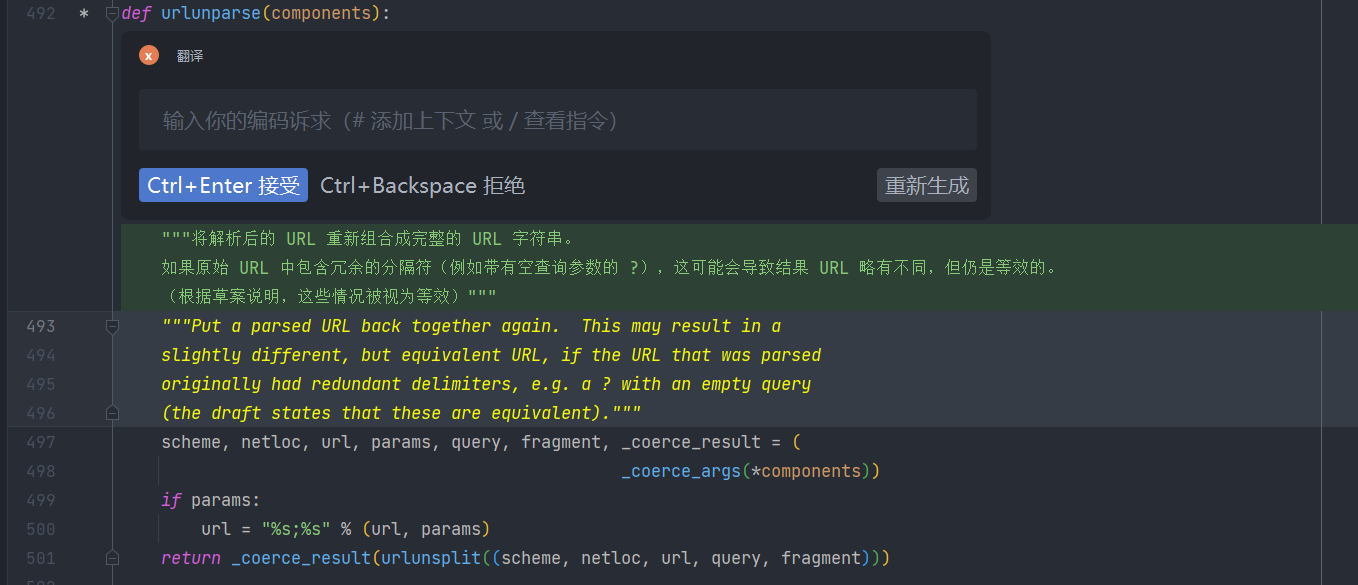 492 * def urlunparse(components):
x 翻译
输入你的编码诉求（# 添加上下文 或 / 查看指令）
Ctrl+Enter 接受 Ctrl+Backspace 拒绝 重新生成
"""将解析后的 URL 重新组合成完整的 URL 字符串。
如果原始 URL 中包含冗余的分隔符（例如带有空查询参数的 ?），这可能会导致结果 URL 略有不同，但仍是等效的。
（根据草案说明，这些情况被视为等效）"""
493 """Put a parsed URL back together again.  This may result in a
494 slightly different, but equivalent URL, if the URL that was parsed
495 originally had redundant delimiters, e.g. a ? with an empty query
496 (the draft states that these are equivalent)."""
497 scheme, netloc, url, params, query, fragment, _coerce_result = (
498 _coerce_args(*components))
499 if params:
500 url = "%s;%s" % (url, params)
501 return _coerce_result(urlunsplit((scheme, netloc, url, query, fragment)))